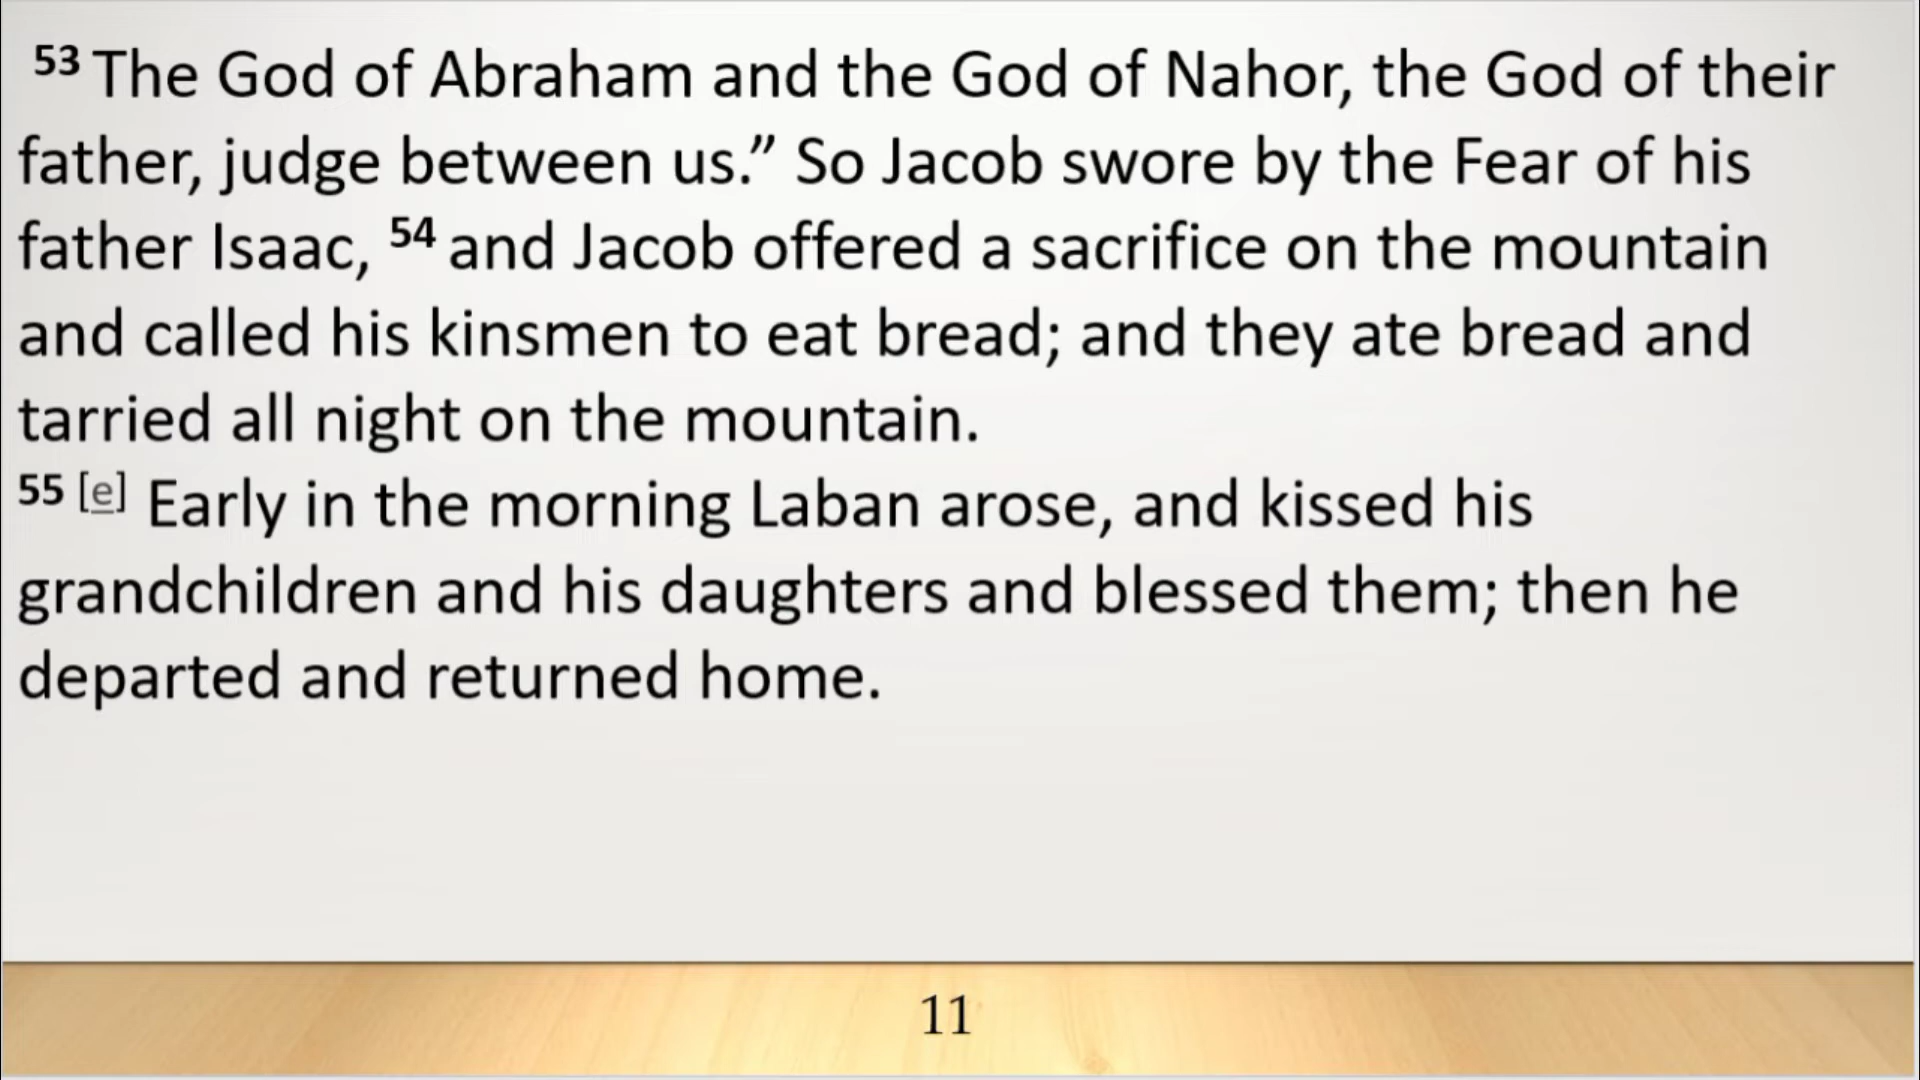 53 The God of Abraham and the God of Nahor, the God of their
father, judge between us.” So Jacob swore by the Fear of his
father Isaac, 54 and Jacob offered a sacrifice on the mountain
and called his kinsmen to eat bread; and they ate bread and
tarried all night on the mountain.
55 [e] Early in the morning Laban arose, and kissed his
grandchildren and his daughters and blessed them; then he
departed and returned home.
11